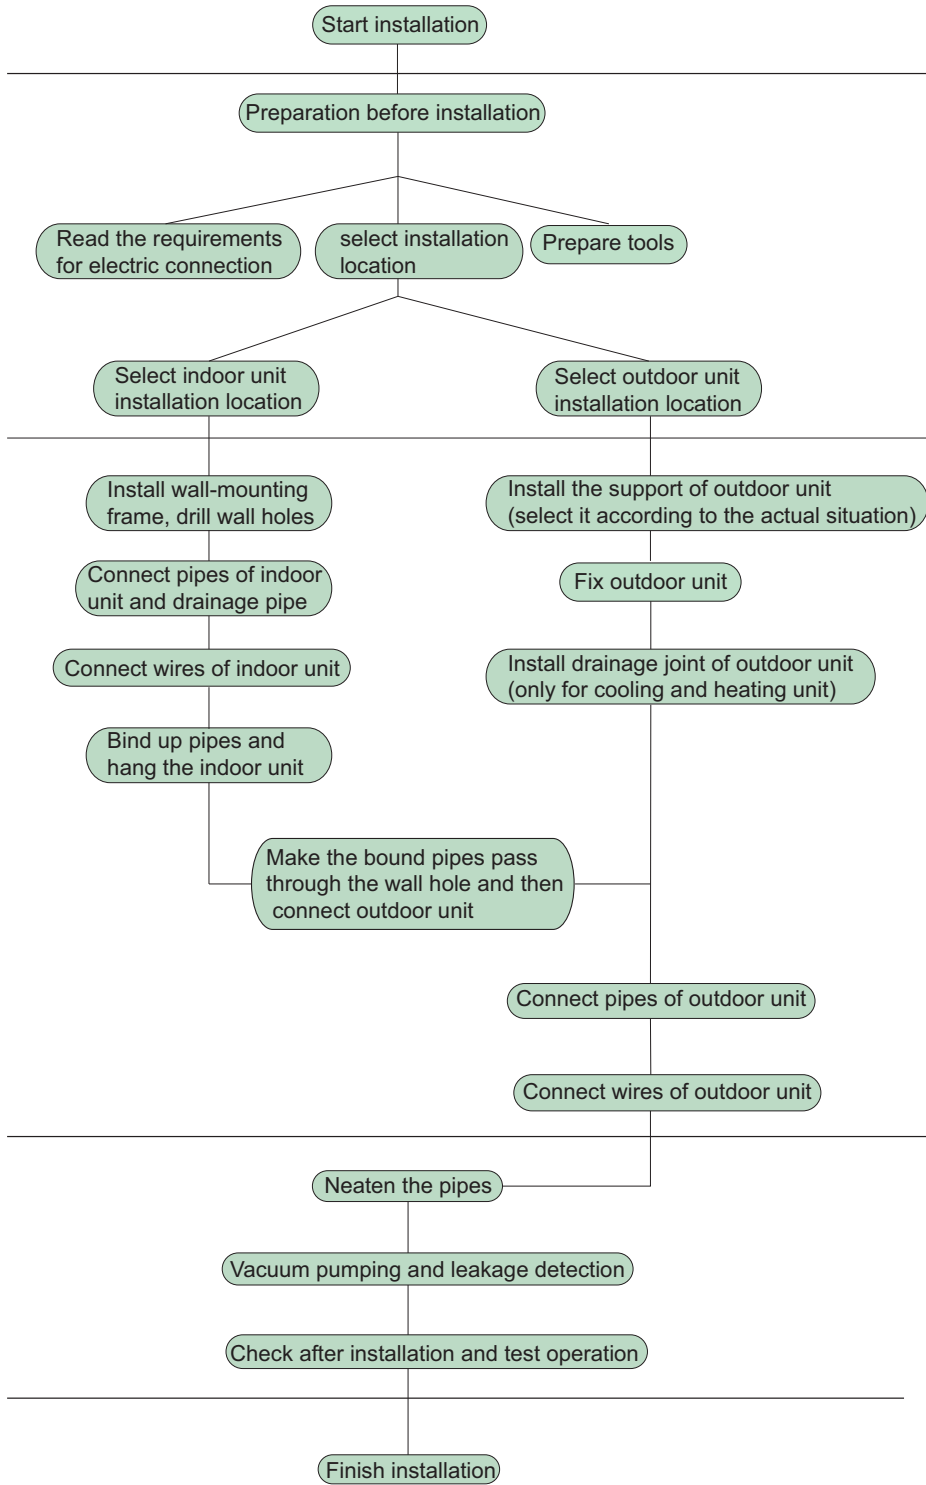 Start installation
Preparation before installation
Read the requirements
for electric connection
select installation
location
Prepare tools
Select indoor unit
installation location
Select outdoor unit
installation location
Install wall-mounting
frame, drill wall holes
Install the support of outdoor unit
(select it according to the actual situation)
Connect pipes of indoor
unit and drainage pipe
Fix outdoor unit
Connect wires of indoor unit
Install drainage joint of outdoor unit
(only for cooling and heating unit)
Bind up pipes and
hang the indoor unit
Make the bound pipes pass
through the wall hole and then
connect outdoor unit
Connect pipes of outdoor unit
Connect wires of outdoor unit
Neaten the pipes
Vacuum pumping and leakage detection
Check after installation and test operation
Finish installation